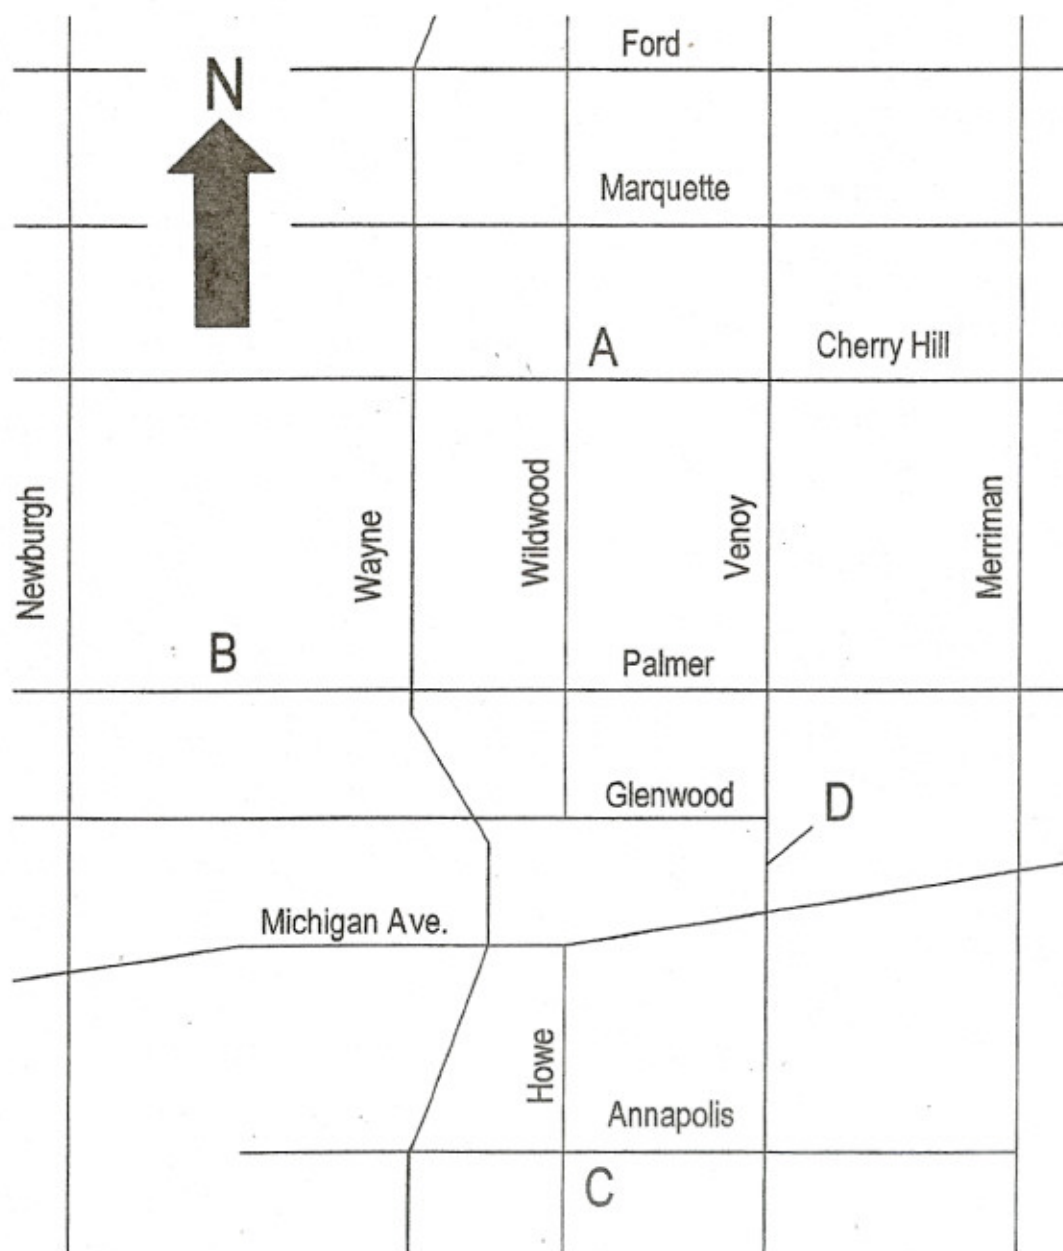 Ford
N
Marquette
A
Cherry Hill
Newburgh
Wayne
Wildwood
Venoy
Merriman
B
Palmer
Glenwood
D
Michigan Ave.
Howe
Annapolis
C